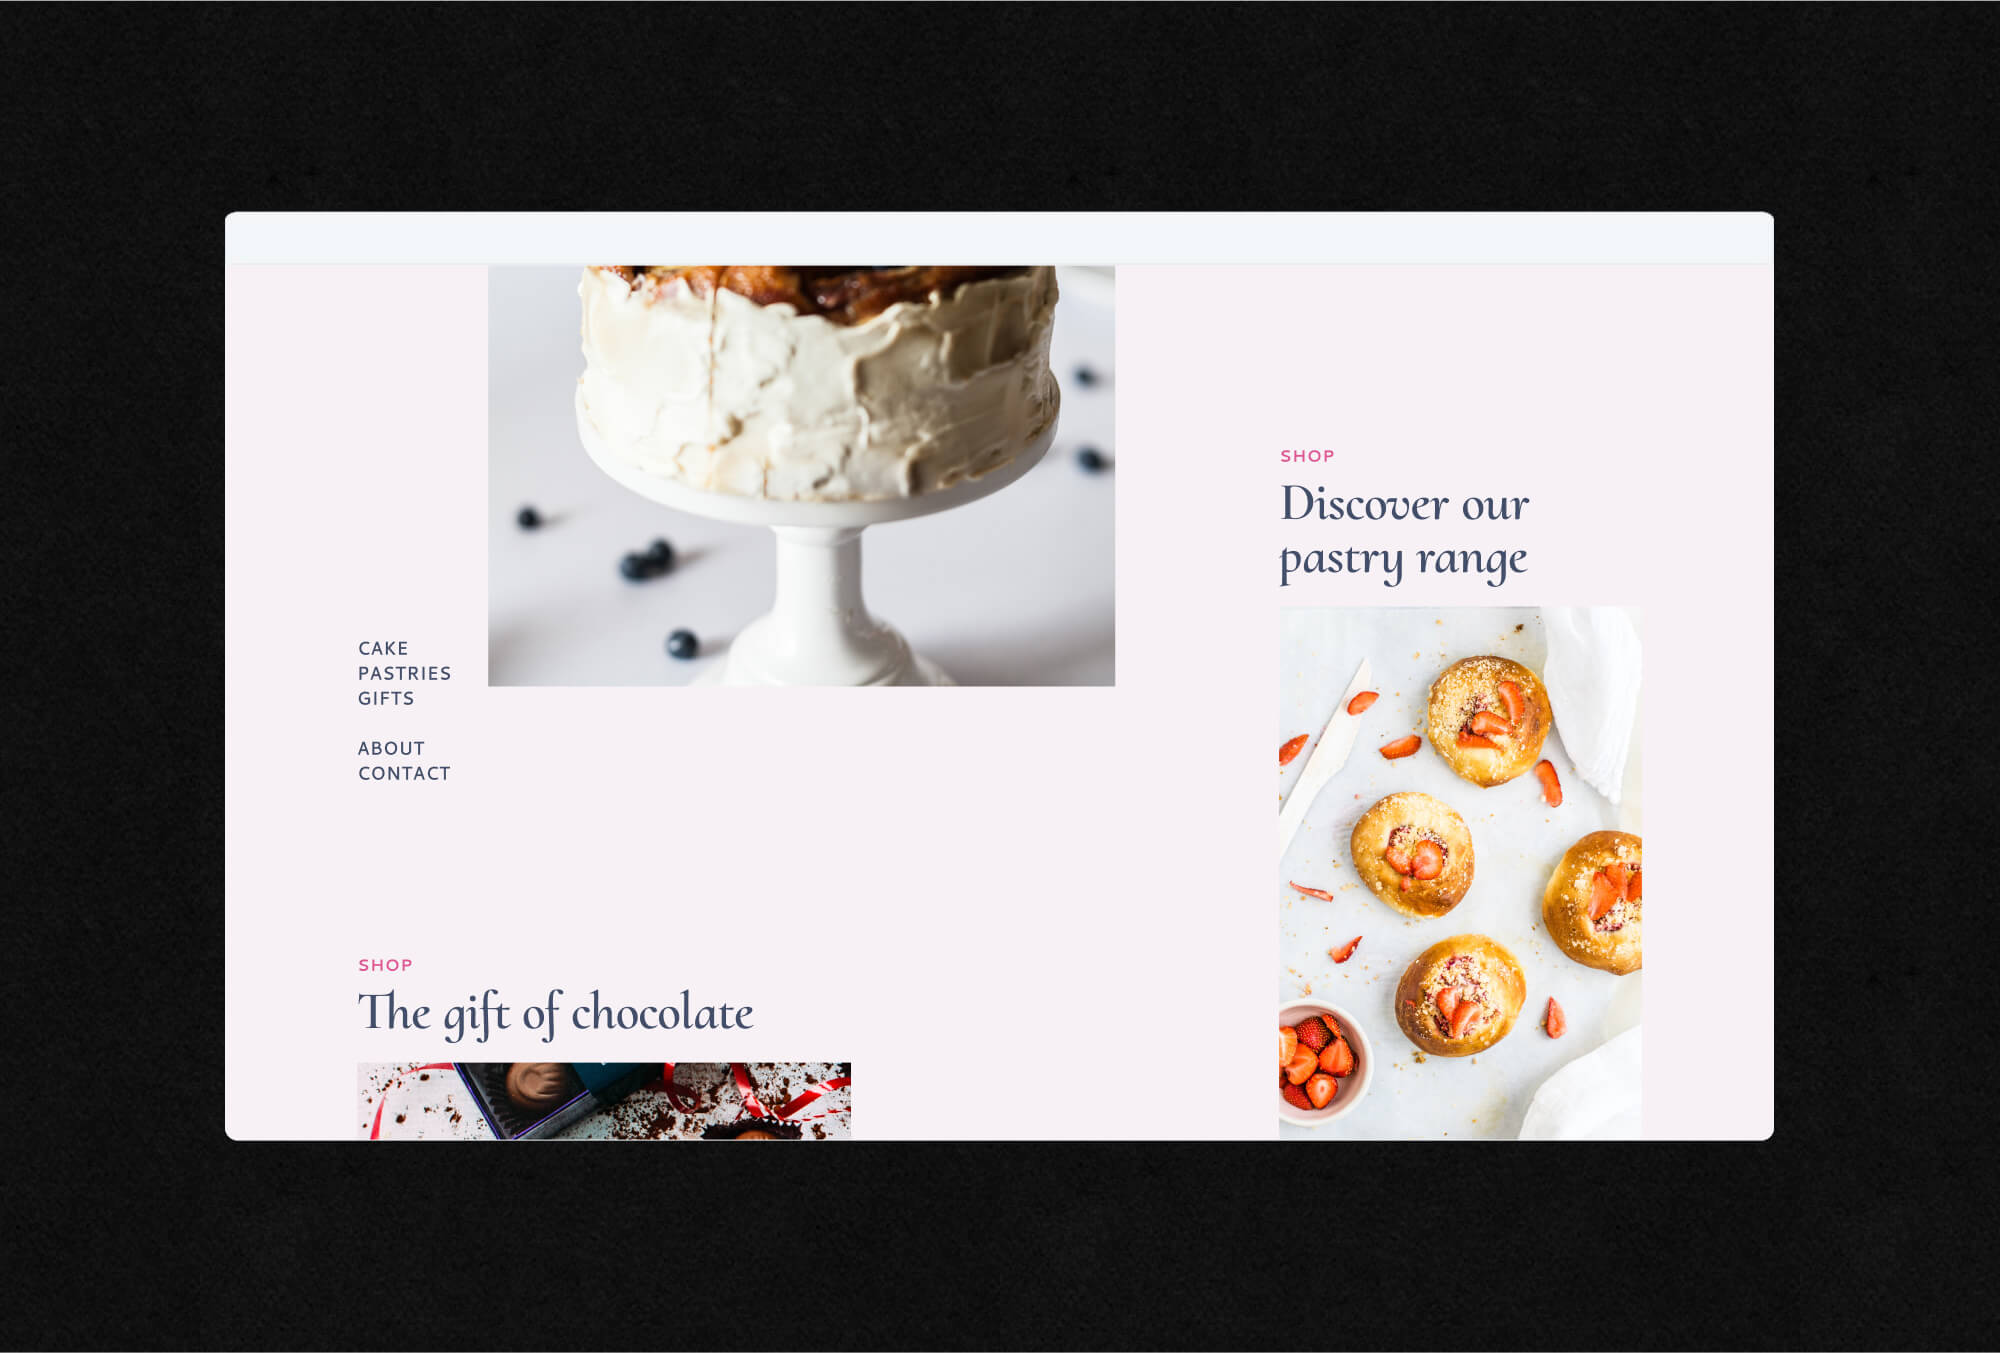 SHOP
Discover our
pastry range
CAKE
PASTRIES
GIFTS
ABOUT
CONTACT
SHOP
The gift of chocolate